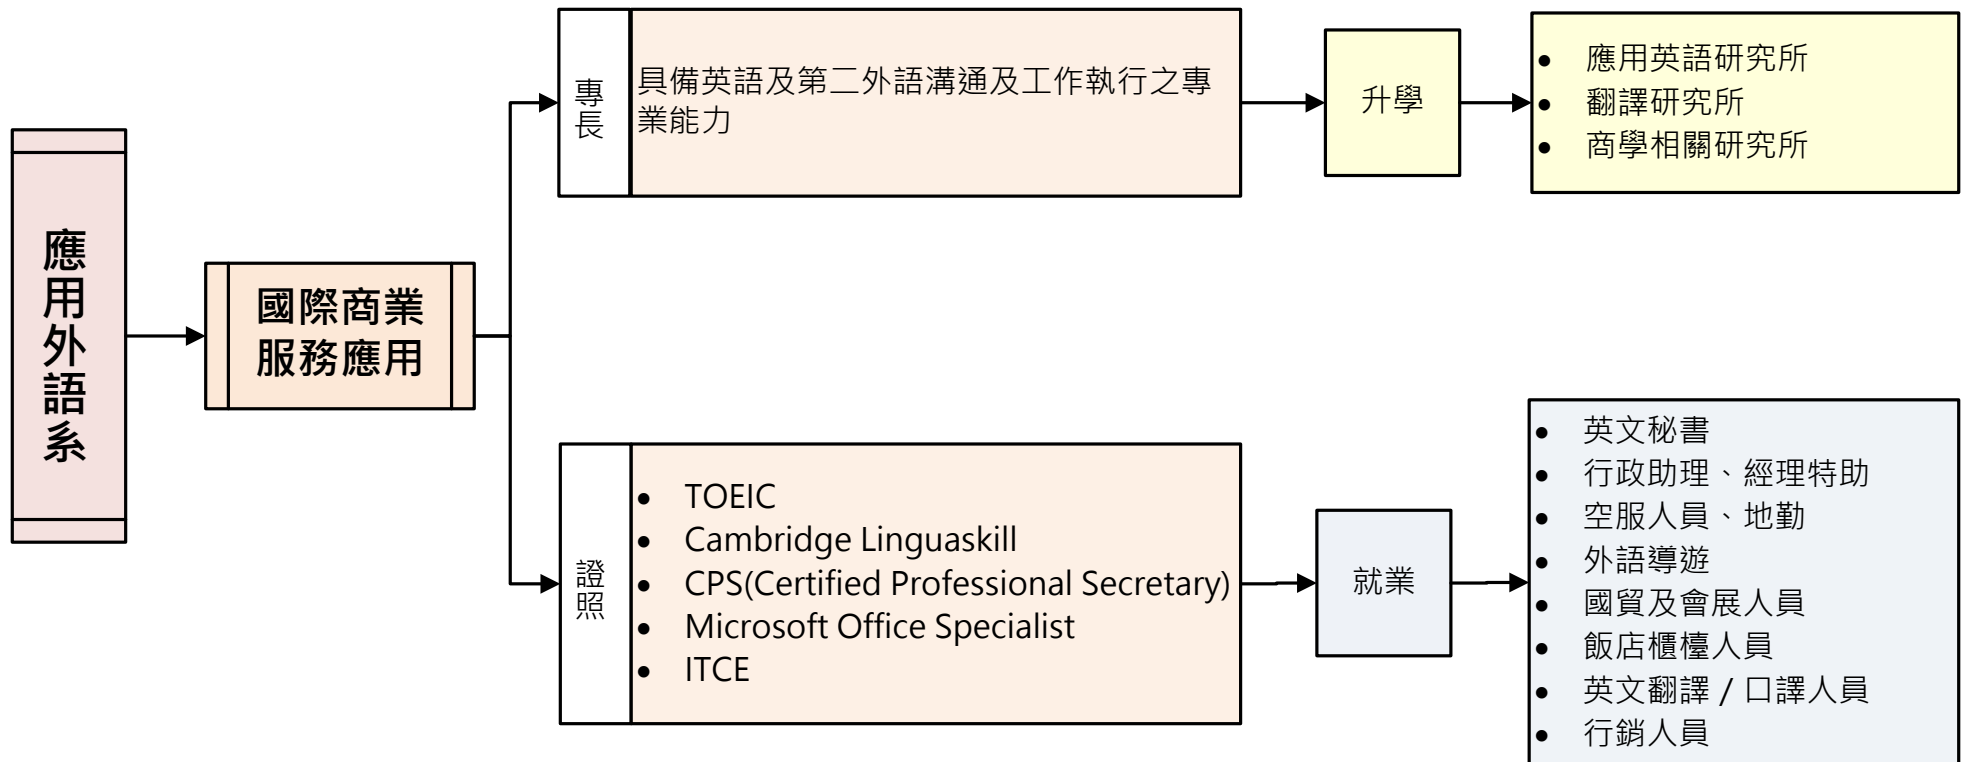 應用外語系
國際商業
服務應用
專長
具備英語及第二外語溝通及工作執行之專
業能力
升學
• 應用英語研究所
• 翻譯研究所
• 商學相關研究所
證照
• TOEIC
• Cambridge Linguaskill
• CPS(Certified Professional Secretary)
• Microsoft Office Specialist
• ITCE
就業
• 英文秘書
• 行政助理、經理特助
• 空服人員、地勤
• 外語導遊
• 國貿及會展人員
• 飯店櫃檯人員
• 英文翻譯 / 口譯人員
• 行銷人員